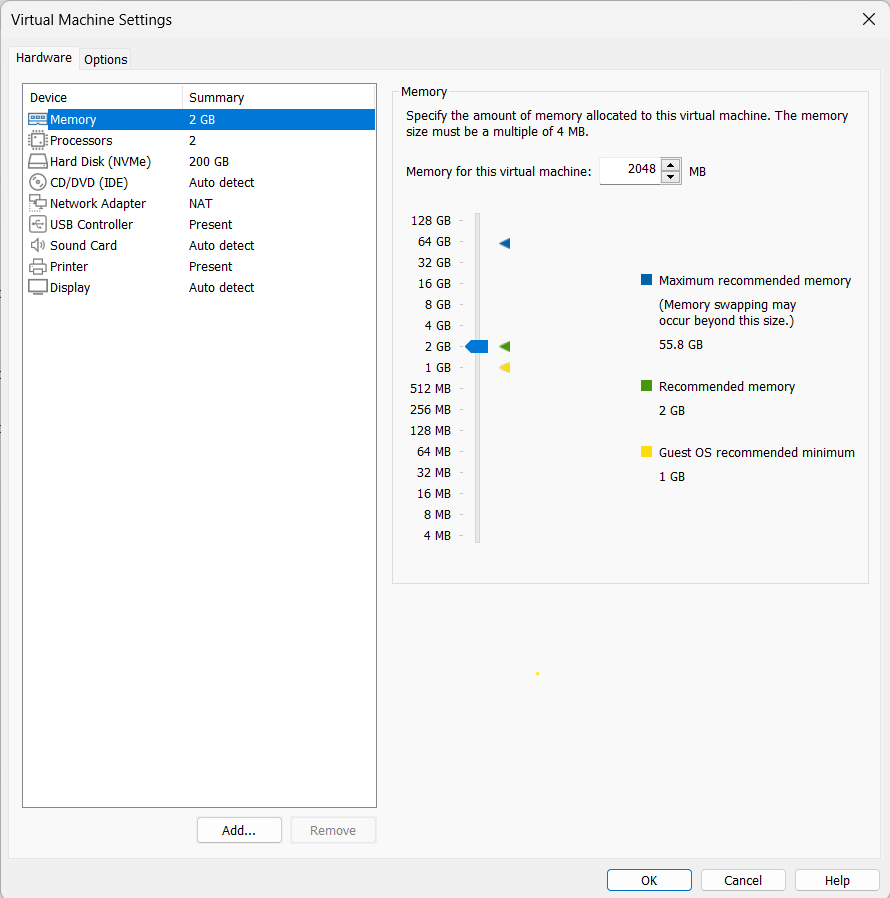 Virtual Machine Settings
Hardware
Options
Device Summary
Memory 2 GB
Processors 2
Hard Disk (NVMe) 200 GB
CD/DVD (IDE) Auto detect
Network Adapter NAT
USB Controller Present
Sound Card Auto detect
Printer Present
Display Auto detect
Add...
Remove
Memory
Specify the amount of memory allocated to this virtual machine. The memory
size must be a multiple of 4 MB.
Memory for this virtual machine: 2048 MB
128 GB
64 GB
32 GB
16 GB
8 GB
4 GB
2 GB
1 GB
512 MB
256 MB
128 MB
64 MB
32 MB
16 MB
8 MB
4 MB
Maximum recommended memory
(Memory swapping may
occur beyond this size.)
55.8 GB
Recommended memory
2 GB
Guest OS recommended minimum
1 GB
OK
Cancel
Help